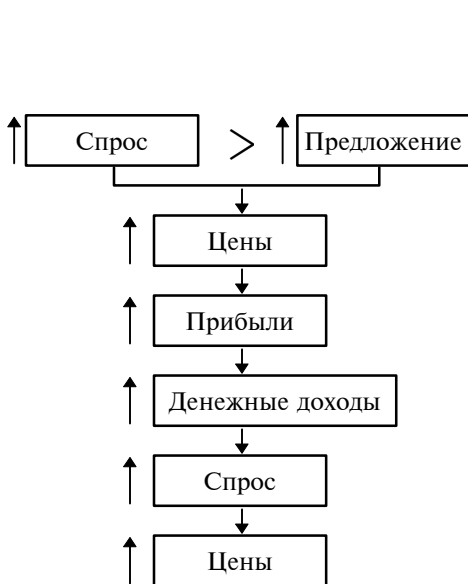 Спрос > Предложение
Цены
Прибыли
Денежные доходы
Спрос
Цены